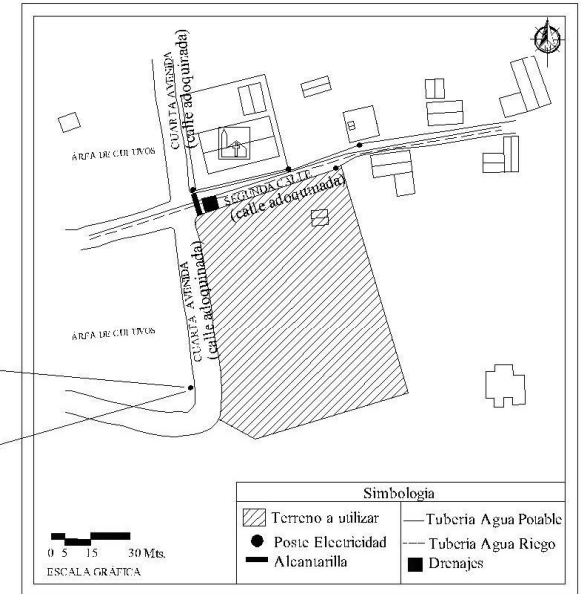 CUARTA AVENIDA
(calle adoquinada)
ÁREA DE CULTIVOS
SEGUNDA CALLE
(calle adoquinada)
CUARTA AVENIDA
(calle adoquinada)
ÁREA DE CULTIVOS
Simbologia
Terreno a utilizar
Poste Electricidad
Alcantarilla
Tuberia Agua Potable
Tuberia Agua Riego
Drenajes
0 5 15 30 Mts.
ESCALA GRÁFICA